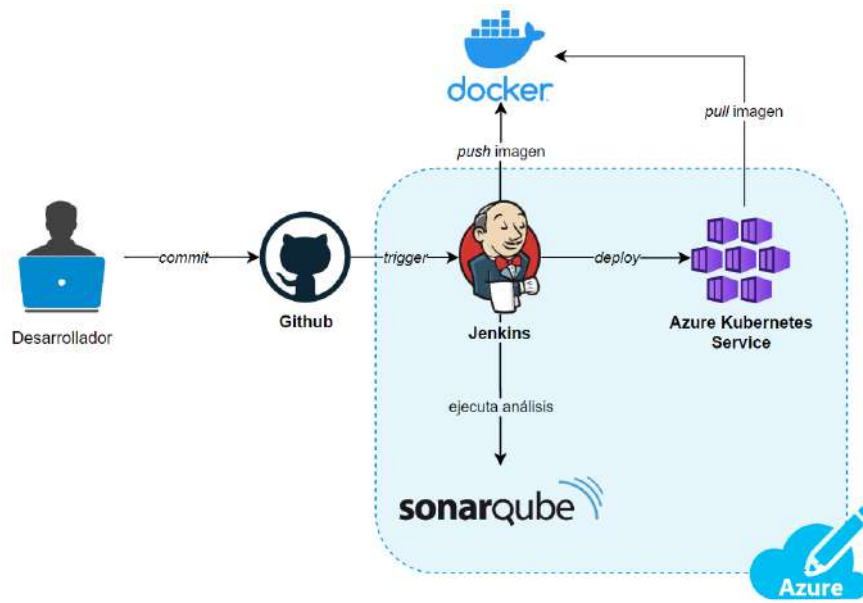 docker
push imagen
pull imagen
commit
trigger
deploy
Desarrollador
Github
Jenkins
Azure Kubernetes
Service
ejecuta análisis
sonarqube
Azure